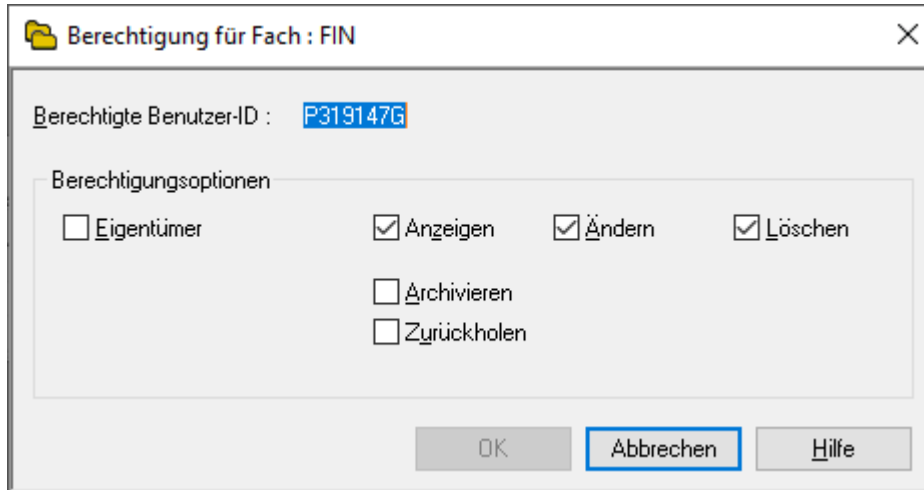 Berechtigung für Fach : FIN
Berechtigte Benutzer-ID : P319147G
Berechtigungsoptionen
Eigentümer Anzeigen Ändern Löschen
Archivieren
Zurückholen
OK Abbrechen Hilfe